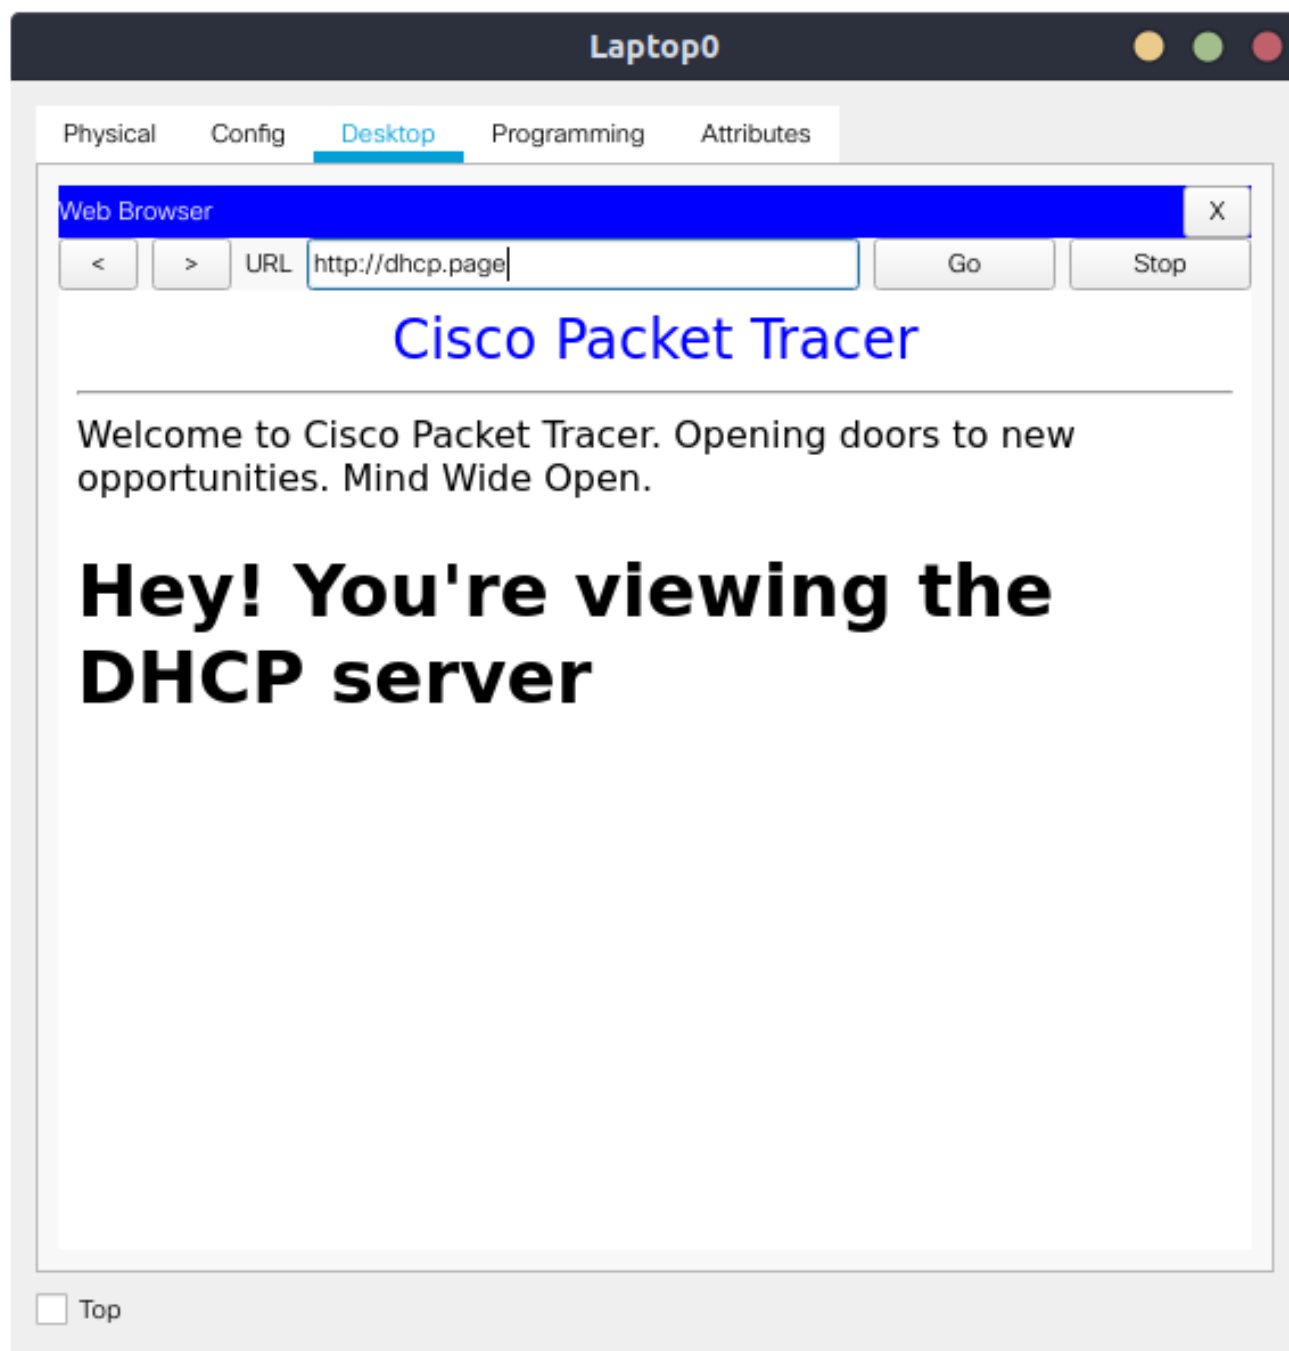 Laptop0
Physical Config Desktop Programming Attributes
Web Browser X
< > URL http://dhcp.page Go Stop
Cisco Packet Tracer
Welcome to Cisco Packet Tracer. Opening doors to new
opportunities. Mind Wide Open.
Hey! You're viewing the
DHCP server
Top